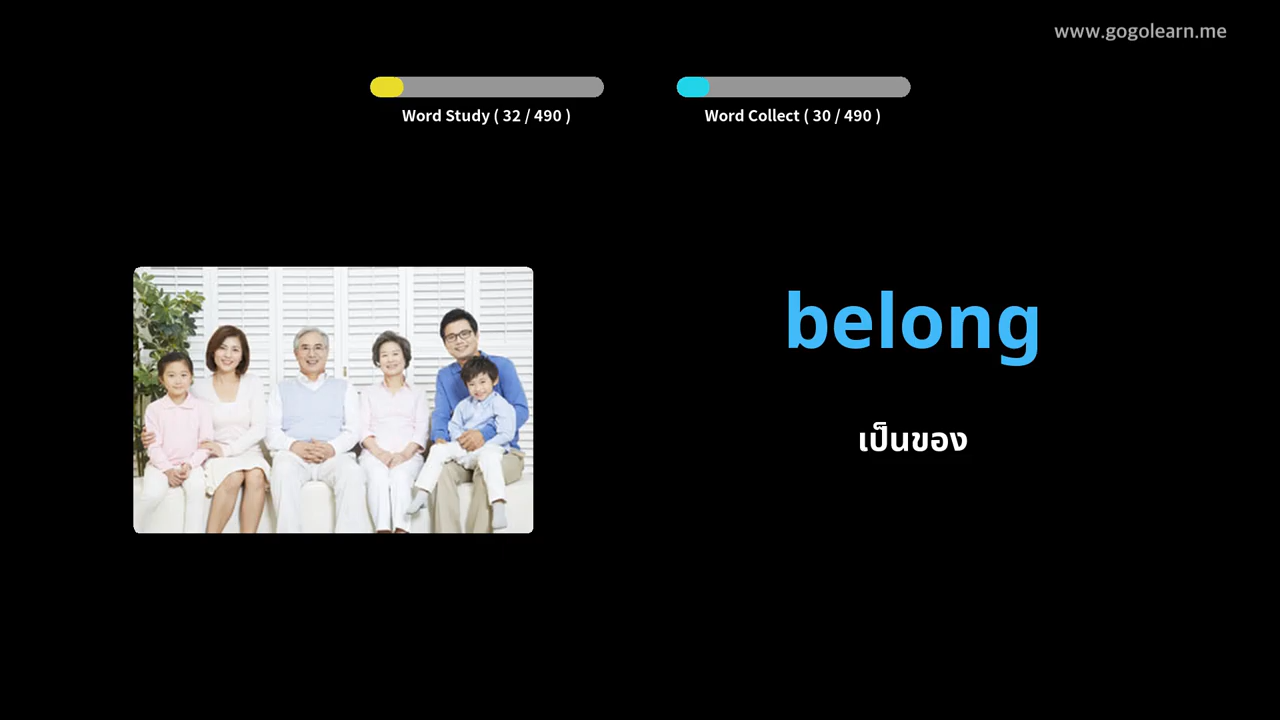 www.gogolearn.me
Word Study ( 32 / 490 )
Word Collect ( 30 / 490 )
belong
เป็นของ